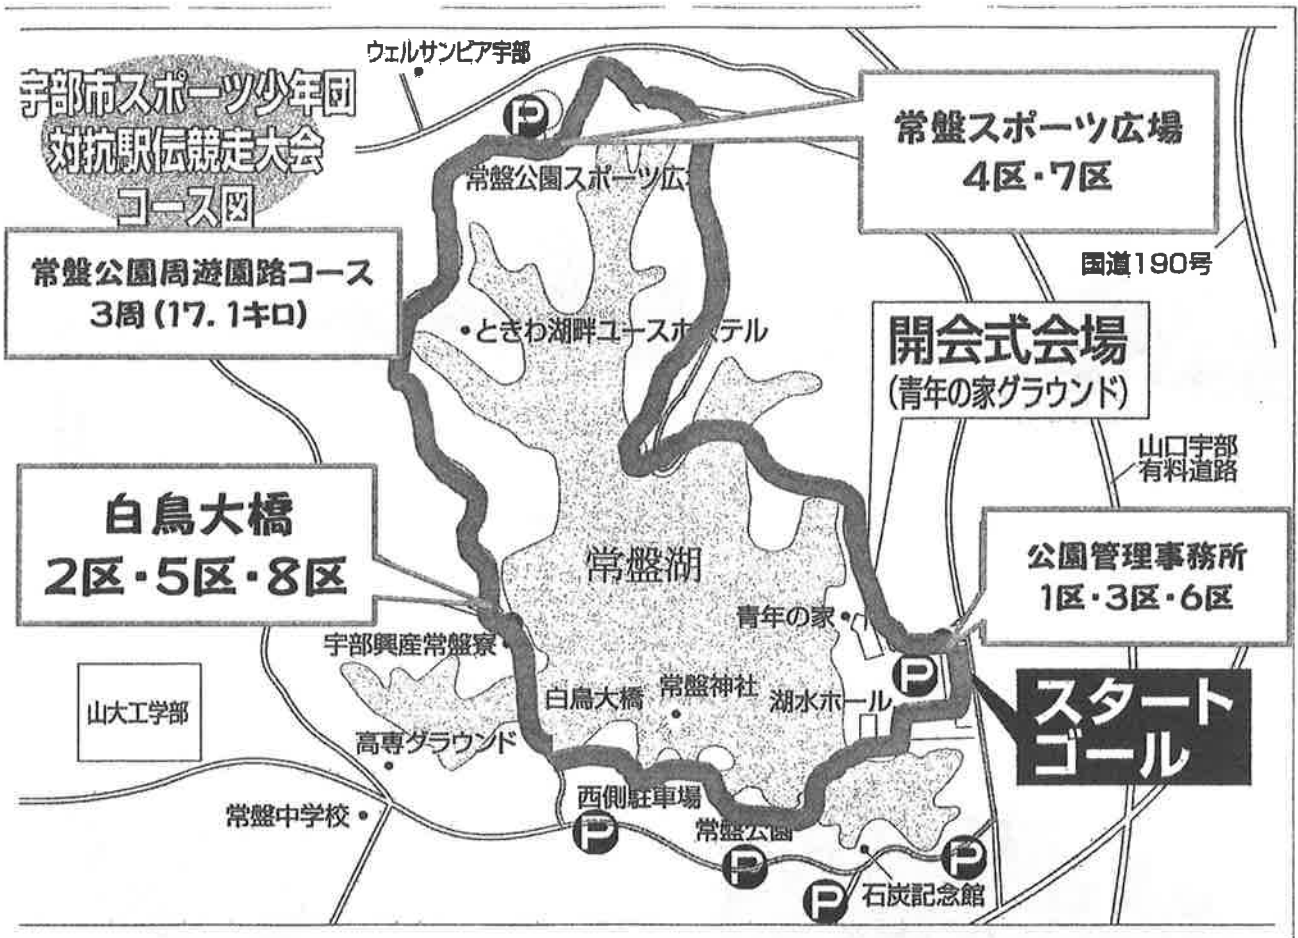 ウェルサンピア宇部
宇部市スポーツ少年団
対抗駅伝競走大会
コース図
P
常盤スポーツ広場
4区・7区
常盤公園スポーツ広
国道190号
常盤公園周遊園路コース
3周(17.1キロ)
ときわ湖畔ユースホステル
開会式会場
(青年の家グラウンド)
山口宇部
有料道路
白鳥大橋
2区・5区・8区
常盤湖
公園管理事務所
1区・3区・6区
青年の家
宇部興産常盤寮
P
白鳥大橋
常盤神社
湖水ホール
スタート
ゴール
山大工学部
高専グラウンド
西側駐車場
常盤中学校
P
常盤公園
P
P
石炭記念館
P